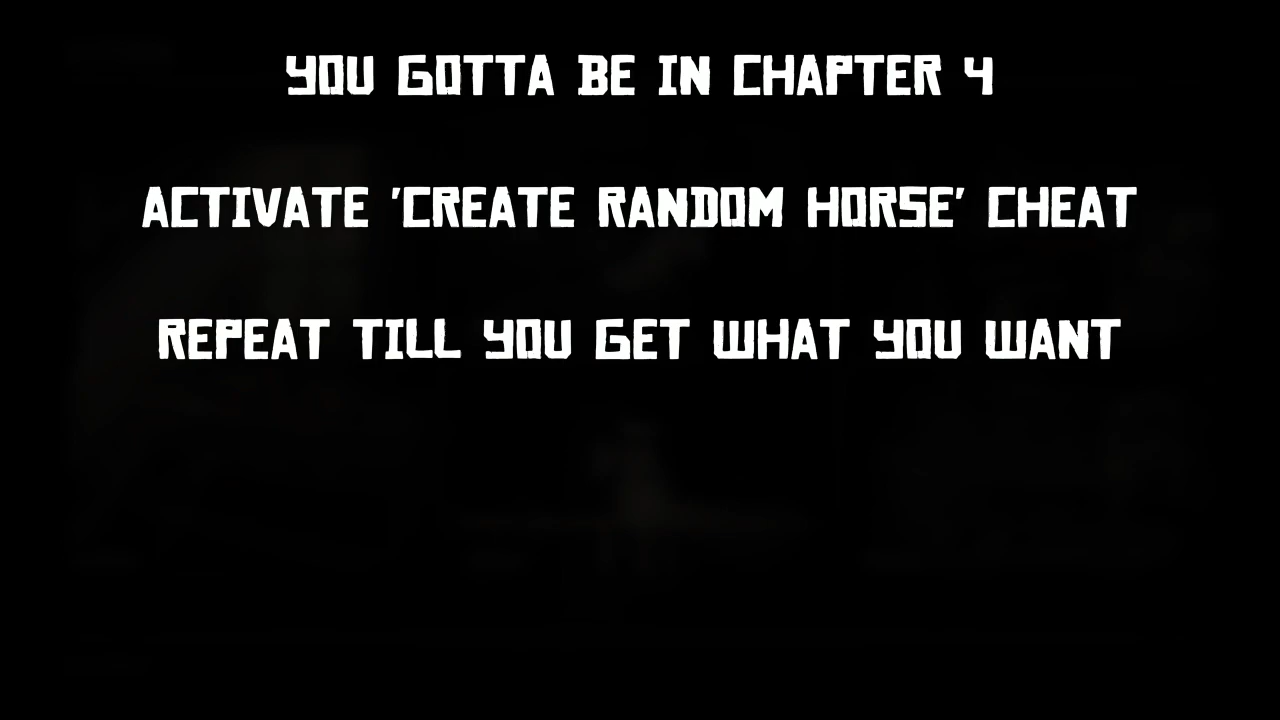 YOU GOTTA BE IN CHAPTER 4
ACTIVATE 'CREATE RANDOM HORSE' CHEAT
REPEAT TILL YOU GET WHAT YOU WANT